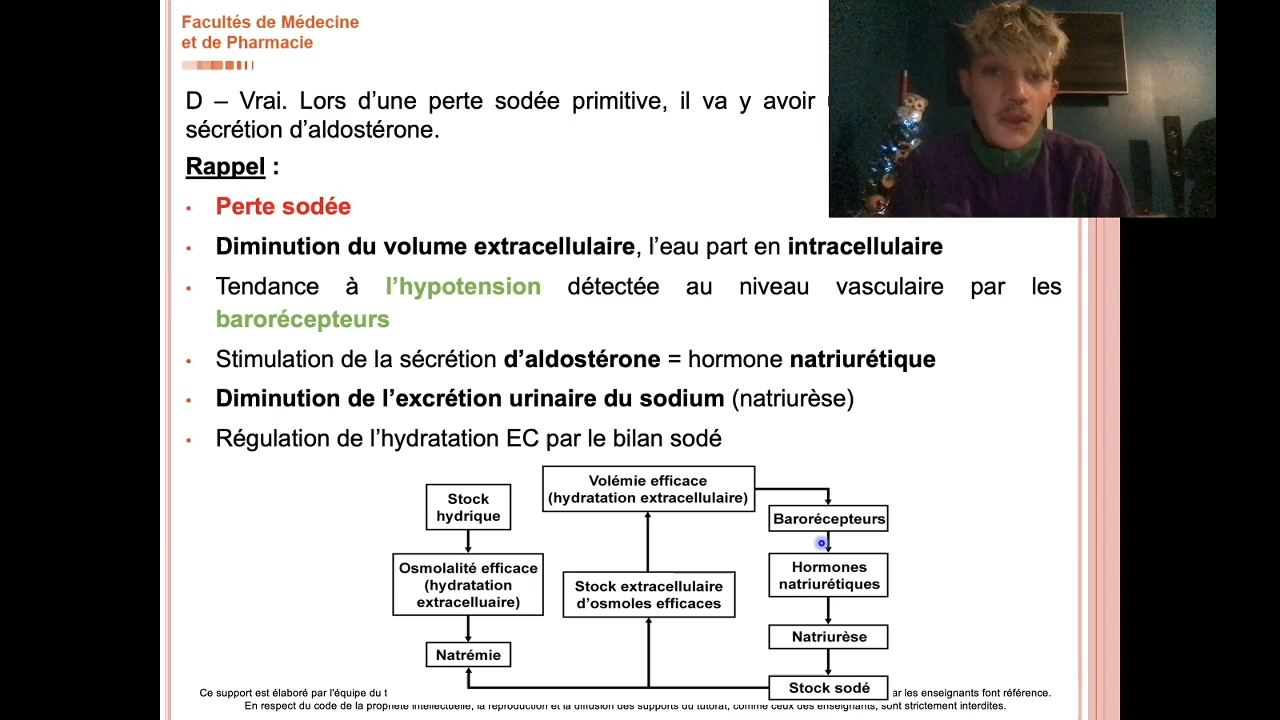 Facultés de Médecine
et de Pharmacie
D – Vrai. Lors d’une perte sodée primitive, il va y avoir
sécrétion d’aldostérone.
Rappel :
• Perte sodée
• Diminution du volume extracellulaire, l’eau part en intracellulaire
• Tendance à l’hypotension détectée au niveau vasculaire par les
barorécepteurs
• Stimulation de la sécrétion d’aldostérone = hormone natriurétique
• Diminution de l’excrétion urinaire du sodium (natriurèse)
• Régulation de l’hydratation EC par le bilan sodé
Volémie efficace
(hydratation extracellulaire)
Stock
hydrique
Barorécepteurs
Osmolalité efficace
(hydratation
extracelluaire)
Stock extracellulaire
d’osmoles efficaces
Hormones
natriurétiques
Natriurèse
Natrémie
Stock sodé
Ce support est élaboré par l'équipe du t
ar les enseignants font référence.
En respect du code de la propriété intellectuelle, la reproduction et la diffusion des supports du tutorat, comme ceux des enseignants, sont strictement interdites.